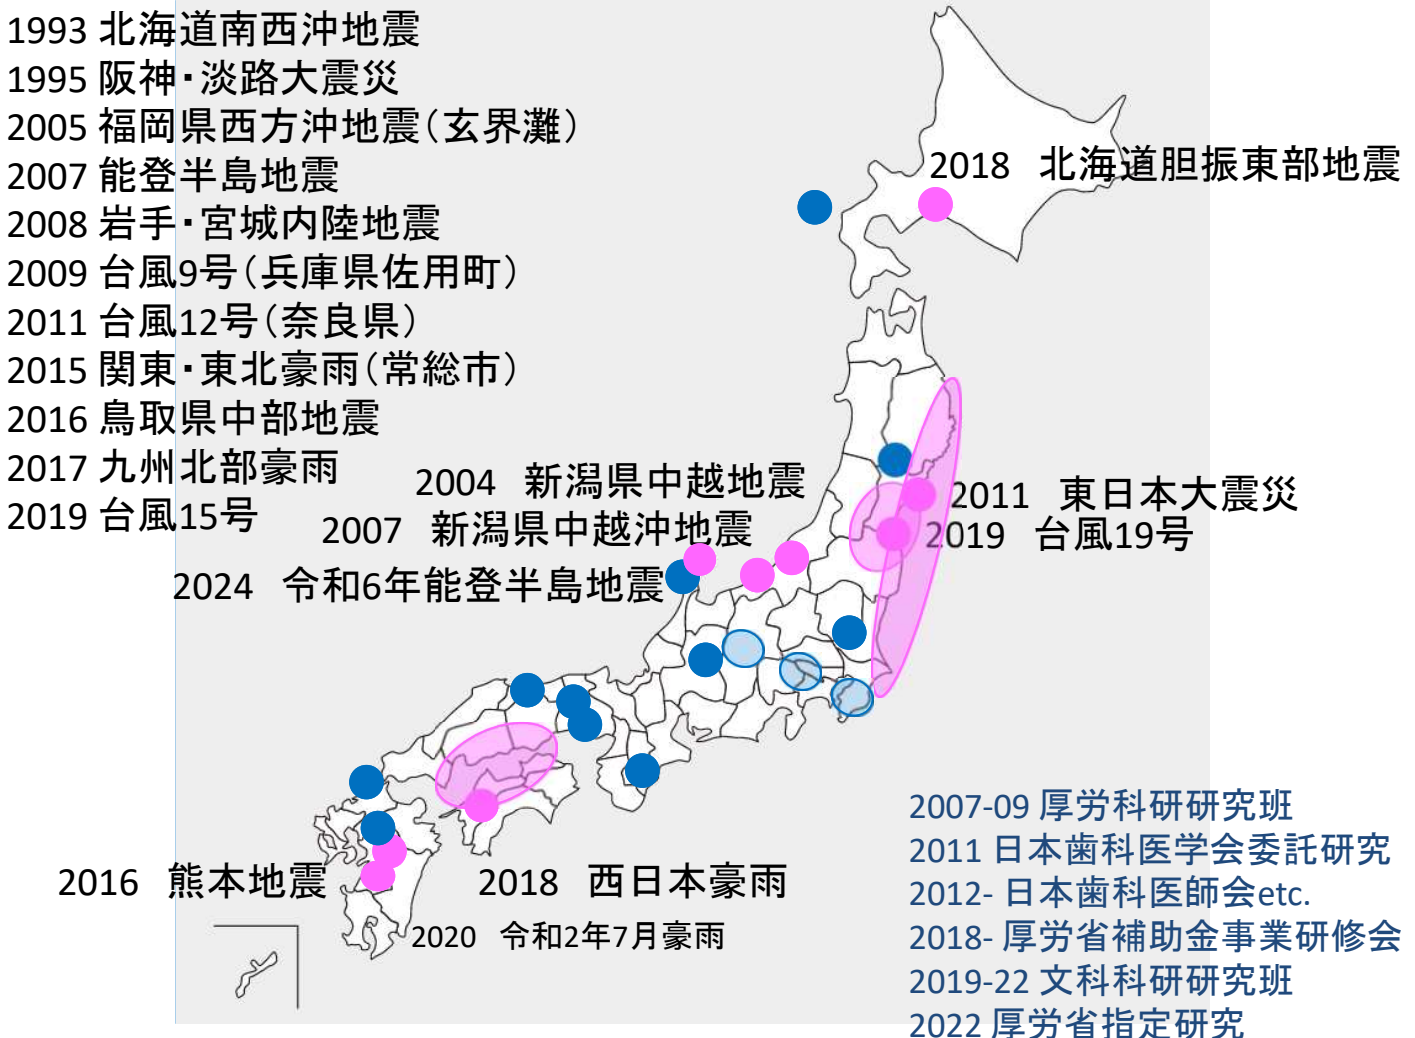 1993 北海道南西沖地震
1995 阪神・淡路大震災
2005 福岡県西方沖地震（玄界灘）
2007 能登半島地震
2008 岩手・宮城内陸地震
2009 台風9号（兵庫県佐用町）
2011 台風12号（奈良県）
2015 関東・東北豪雨（常総市）
2016 鳥取県中部地震
2017 九州北部豪雨
2019 台風15号
2018　北海道胆振東部地震
2004　新潟県中越地震
2007　新潟県中越沖地震
2024　令和6年能登半島地震
2011　東日本大震災
2019　台風19号
2016　熊本地震
2018　西日本豪雨
2020　令和2年7月豪雨
2007-09 厚労科研研究班
2011 日本歯科医学会委託研究
2012- 日本歯科医師会etc.
2018- 厚労省補助金事業研修会
2019-22 文科科研研究班
2022 厚労省指定研究